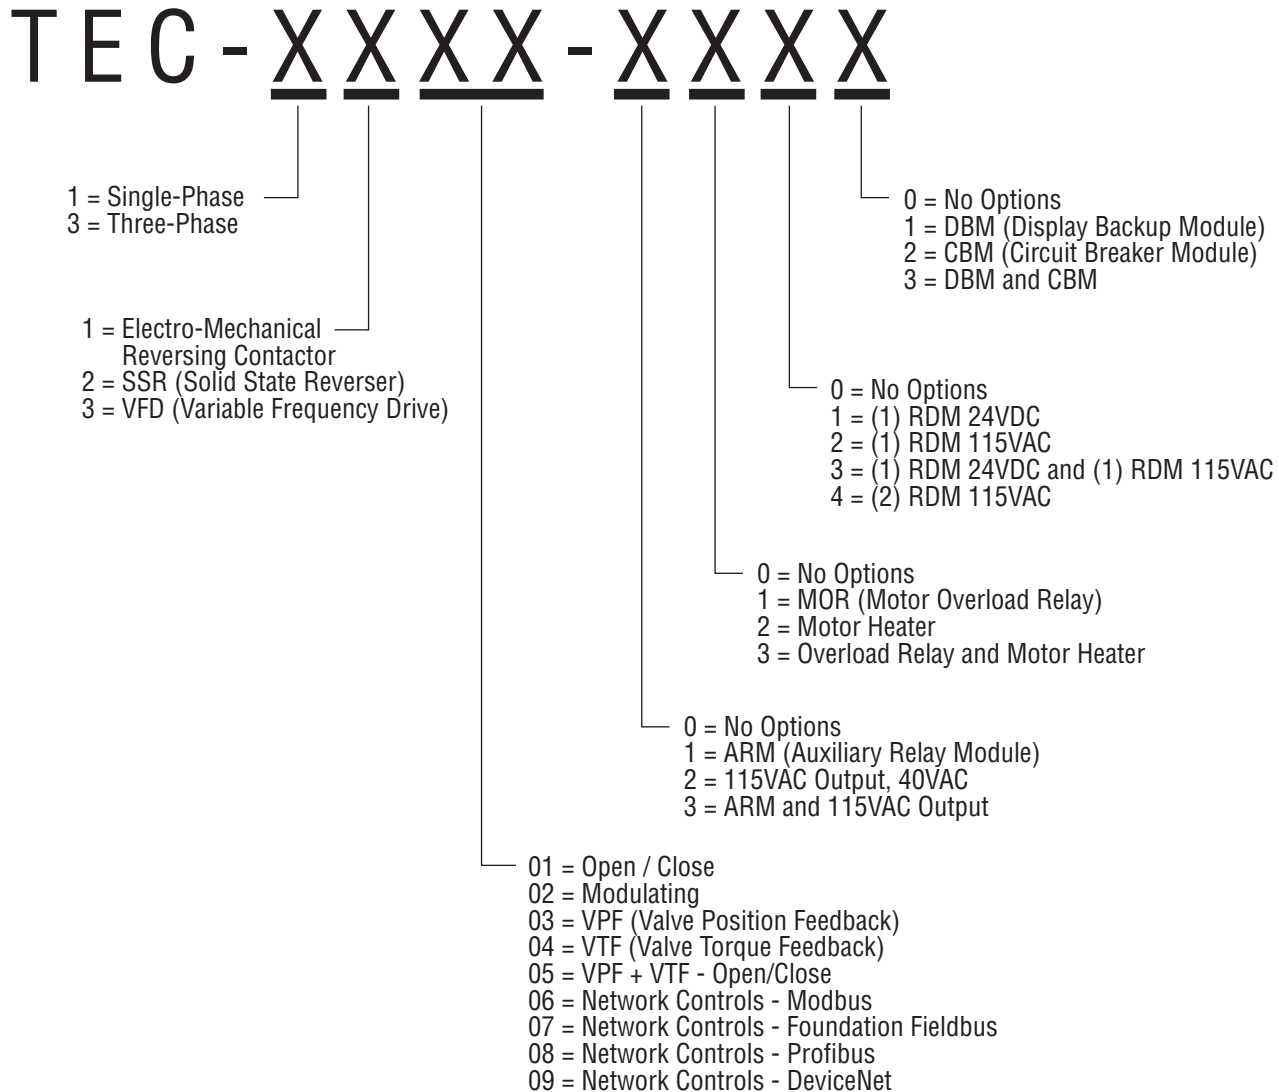 TEC-XXXX-XXXX
1 = Single-Phase
3 = Three-Phase
1 = Electro-Mechanical
Reversing Contactor
2 = SSR (Solid State Reverser)
3 = VFD (Variable Frequency Drive)
0 = No Options
1 = DBM (Display Backup Module)
2 = CBM (Circuit Breaker Module)
3 = DBM and CBM
0 = No Options
1 = (1) RDM 24VDC
2 = (1) RDM 115VAC
3 = (1) RDM 24VDC and (1) RDM 115VAC
4 = (2) RDM 115VAC
0 = No Options
1 = MOR (Motor Overload Relay)
2 = Motor Heater
3 = Overload Relay and Motor Heater
0 = No Options
1 = ARM (Auxiliary Relay Module)
2 = 115VAC Output, 40VAC
3 = ARM and 115VAC Output
01 = Open / Close
02 = Modulating
03 = VPF (Valve Position Feedback)
04 = VTF (Valve Torque Feedback)
05 = VPF + VTF - Open/Close
06 = Network Controls - Modbus
07 = Network Controls - Foundation Fieldbus
08 = Network Controls - Profibus
09 = Network Controls - DeviceNet